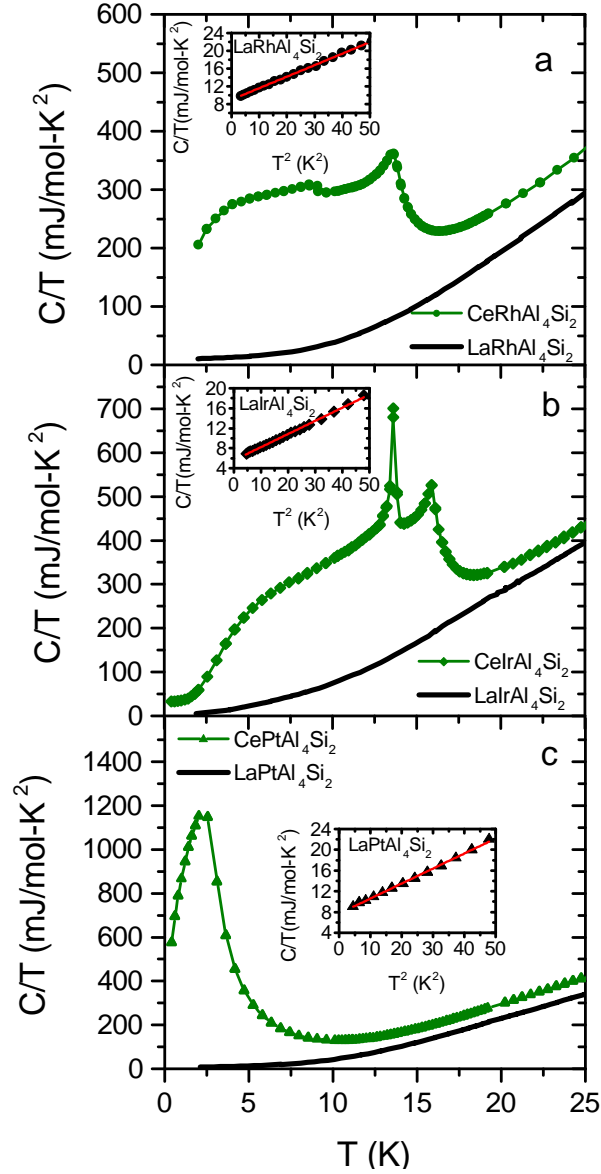 600
500
400
300
200
100
0
C/T (mJ/mol-K²)
a
24
20
16
12
8
C/T(mJ/mol-K²)
LaRhAl₄Si₂
0 10 20 30 40 50
T² (K²)
CeRhAl₄Si₂
LaRhAl₄Si₂
700
600
500
400
300
200
100
0
C/T (mJ/mol-K²)
b
20
16
12
8
4
C/T(mJ/mol-K²)
LaIrAl₄Si₂
0 10 20 30 40 50
T² (K²)
CeIrAl₄Si₂
LaIrAl₄Si₂
1400
1200
1000
800
600
400
200
0
C/T (mJ/mol-K²)
CePtAl₄Si₂
LaPtAl₄Si₂
c
24
20
16
12
8
4
C/T(mJ/mol-K²)
LaPtAl₄Si₂
0 10 20 30 40 50
T² (K²)
0 5 10 15 20 25
T (K)